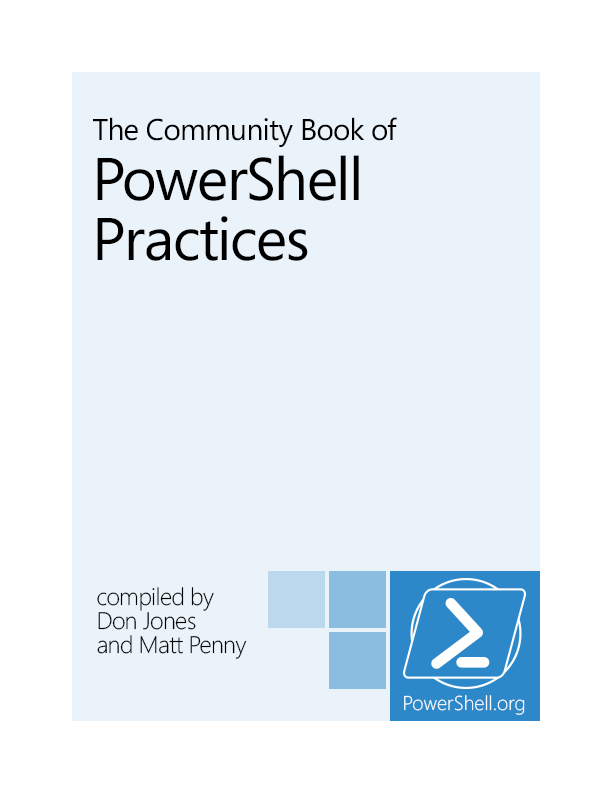 The Community Book of
PowerShell
Practices
compiled by
Don Jones
and Matt Penny
PowerShell.org